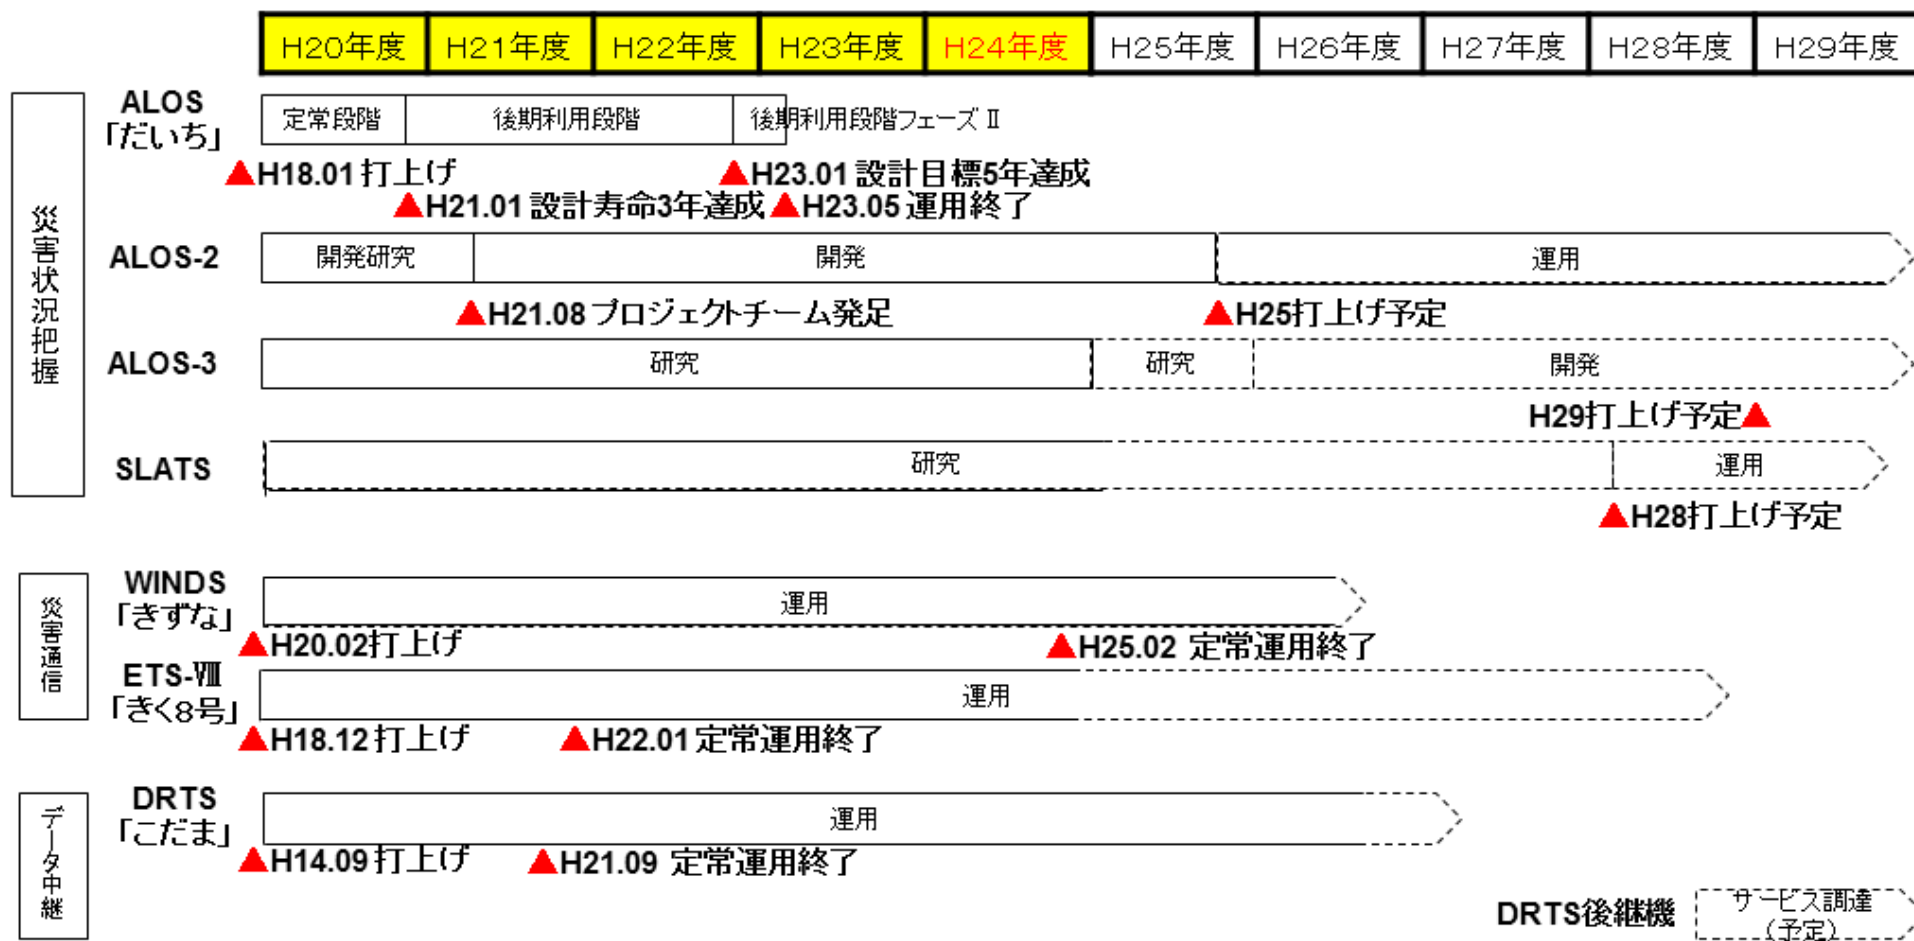 H20年度 H21年度 H22年度 H23年度 H24年度 H25年度 H26年度 H27年度 H28年度 H29年度
災害状況把握
ALOS
「だいち」
定常段階 後期利用段階 後期利用段階フェーズⅡ
▲H18.01 打上げ ▲H23.01 設計目標5年達成
▲H21.01 設計寿命3年達成 ▲H23.05 運用終了
ALOS-2 開発研究 開発 運用
▲H21.08 プロジェクトチーム発足 ▲H25打上げ予定
ALOS-3 研究 研究 開発
H29打上げ予定▲
SLATS 研究 運用
▲H28打上げ予定
災害通信
WINDS
「きずな」 運用
▲H20.02打上げ ▲H25.02 定常運用終了
ETS-Ⅷ
「きく8号」 運用
▲H18.12 打上げ ▲H22.01 定常運用終了
データ中継
DRTS
「こだま」 運用
▲H14.09 打上げ ▲H21.09 定常運用終了
DRTS後継機 サービス調達
(予定)